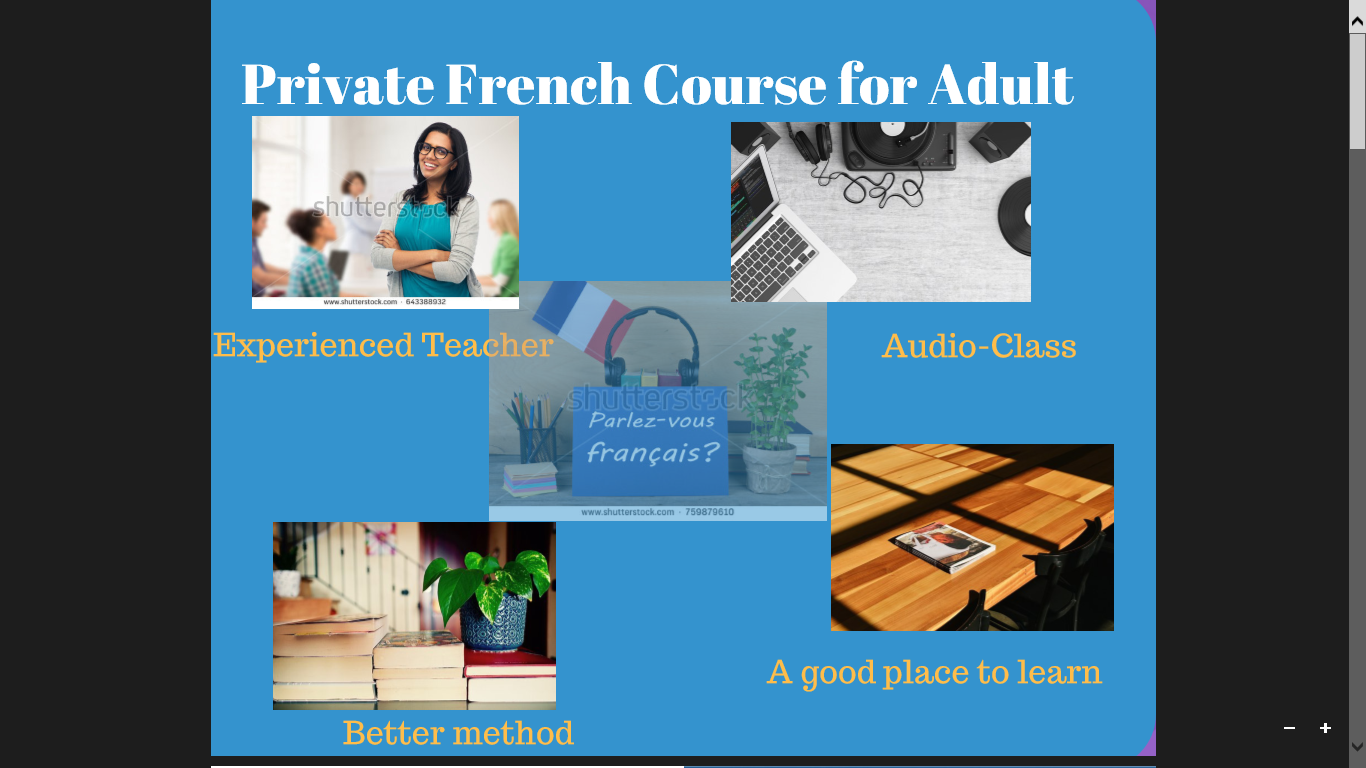 Private French Course for Adult
shutterstock
www.shutterstock.com · 643388932
Experienced Teacher
Audio-Class
shutterstock
Parlez-vous
français?
www.shutterstock.com · 759879610
A good place to learn
Better method